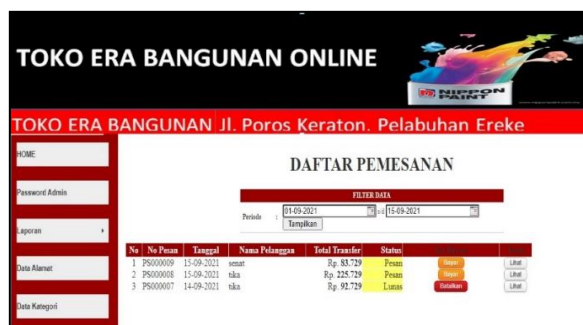 TOKO ERA BANGUNAN ONLINE
NIPPON PAINT
TOKO ERA BANGUNAN Jl. Poros Keraton. Pelabuhan Ereke
HOME
Password Admin
Laporan
Data Alamat
Data Kategori
DAFTAR PEMESANAN
FILTER DATA
Periode : 01-09-2021 s/d 15-09-2021
Tampilkan
No No Pesan Tanggal Nama Pelanggan Total Transfer Status
1 PS000009 15-09-2021 senat Rp. 83.729 Pesan Bayar Lihat
2 PS000008 15-09-2021 tika Rp. 225.729 Pesan Bayar Lihat
3 PS000007 14-09-2021 tika Rp. 92.729 Lunas Batalkan Lihat